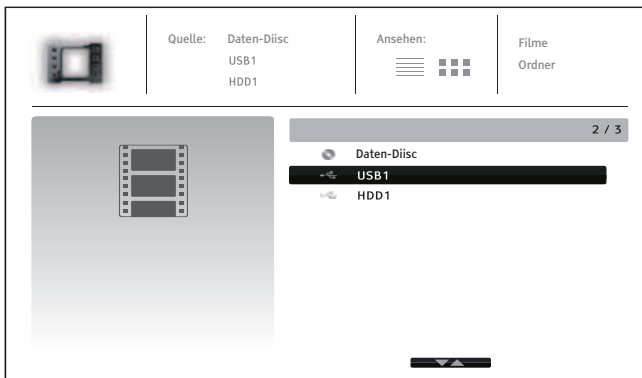 Quelle: Daten-Diisc
USB1
HDD1
Ansehen:
Filme
Ordner
2 / 3
Daten-Diisc
USB1
HDD1